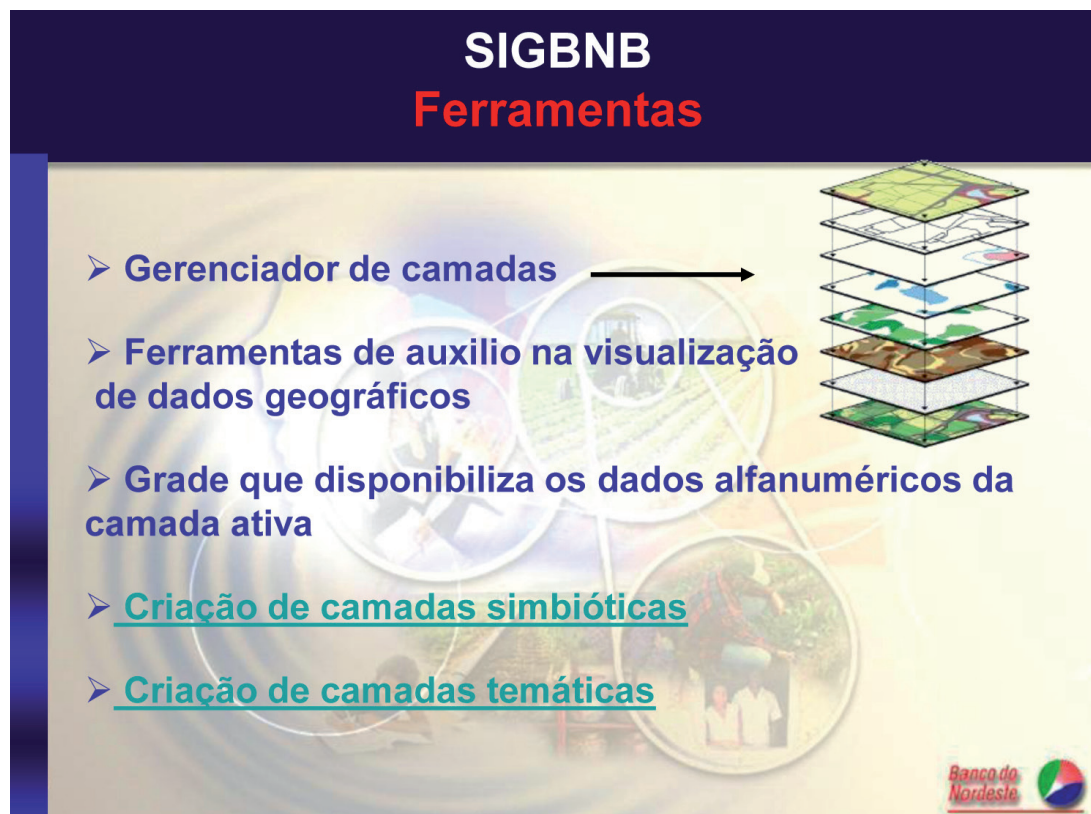 SIGBNB
Ferramentas
➢ Gerenciador de camadas
➢ Ferramentas de auxilio na visualização
de dados geográficos
➢ Grade que disponibiliza os dados alfanuméricos da
camada ativa
➢ Criação de camadas simbióticas
➢ Criação de camadas temáticas
Banco do
Nordeste